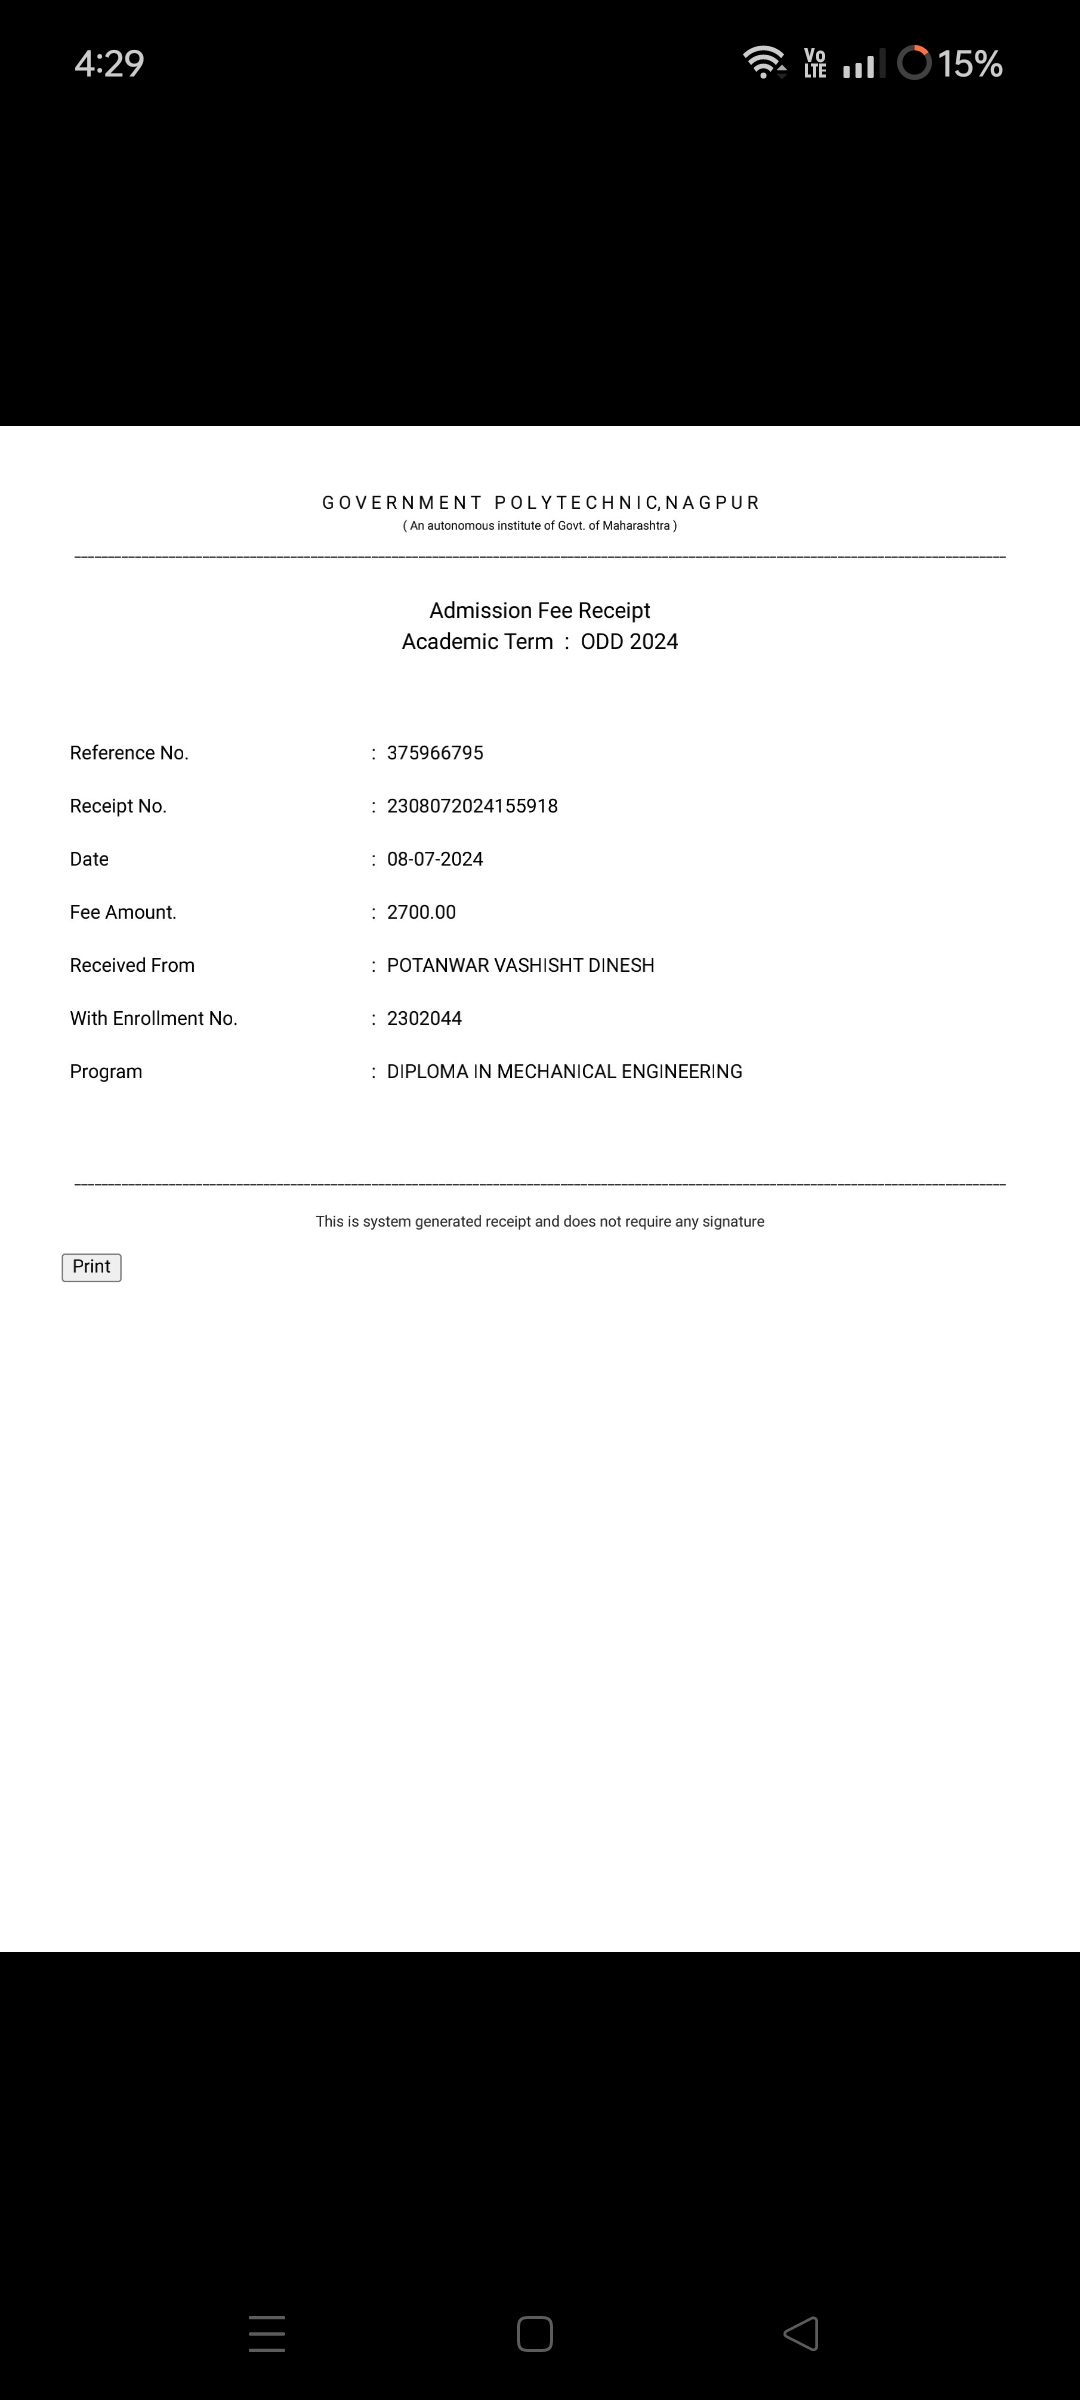 4:29
Vo LTE 15%
GOVERNMENT POLYTECHNIC,NAGPUR
( An autonomous institute of Govt. of Maharashtra )
Admission Fee Receipt
Academic Term : ODD 2024
Reference No. : 375966795
Receipt No. : 2308072024155918
Date : 08-07-2024
Fee Amount. : 2700.00
Received From : POTANWAR VASHISHT DINESH
With Enrollment No. : 2302044
Program : DIPLOMA IN MECHANICAL ENGINEERING
This is system generated receipt and does not require any signature
Print